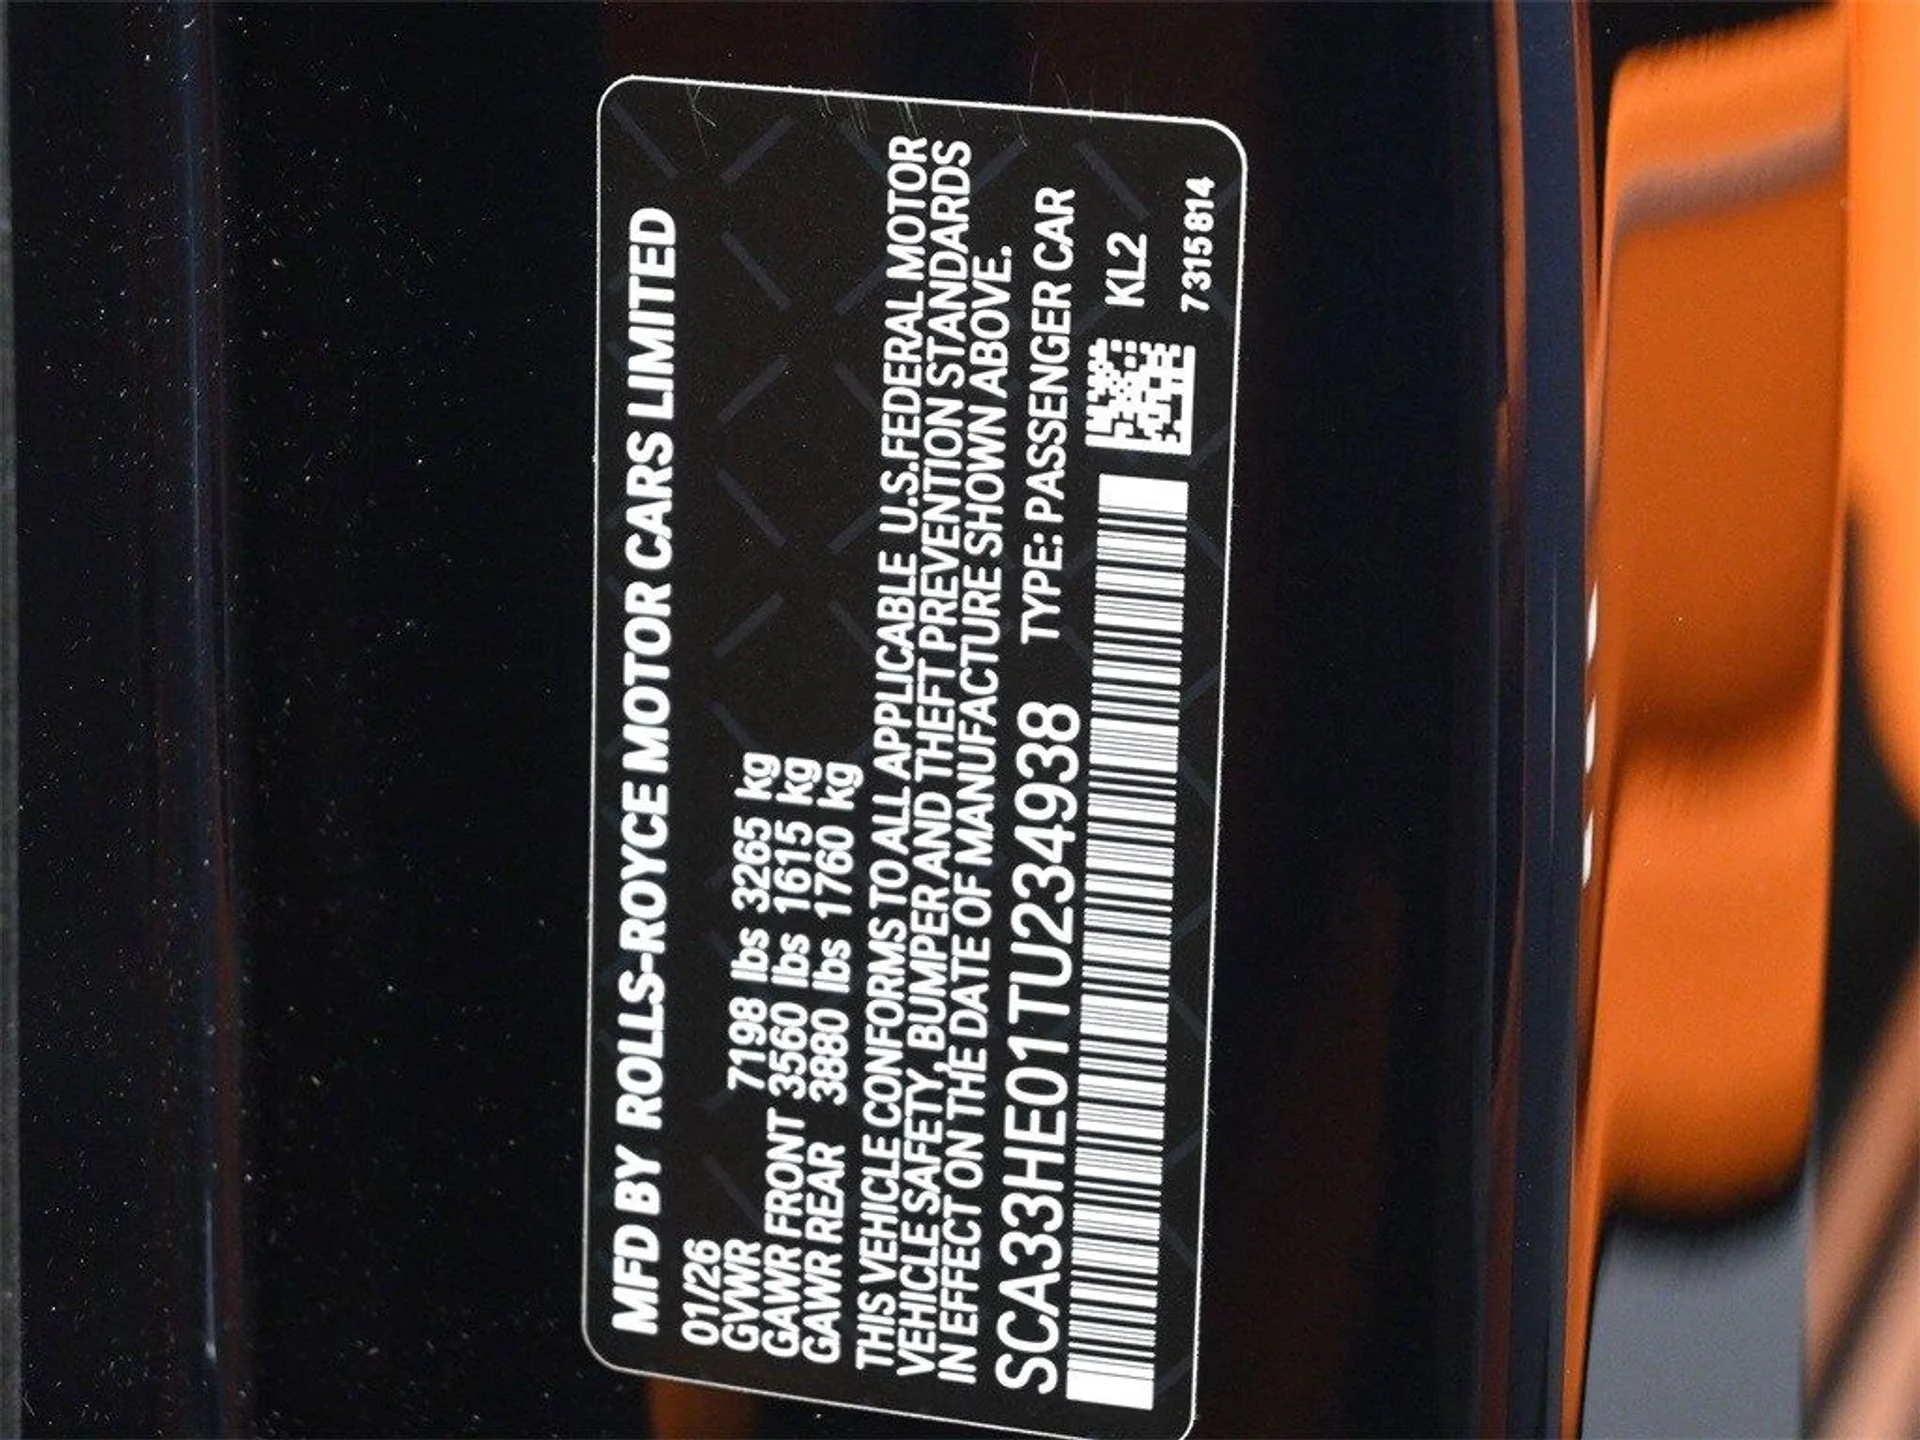 MFD BY ROLLS-ROYCE MOTOR CARS LIMITED
01/26
GVWR 7198 lbs 3265 kg
GAWR FRONT 3560 lbs 1615 kg
GAWR REAR 3880 lbs 1760 kg
THIS VEHICLE CONFORMS TO ALL APPLICABLE U.S.FEDERAL MOTOR
VEHICLE SAFETY, BUMPER AND THEFT PREVENTION STANDARDS
IN EFFECT ON THE DATE OF MANUFACTURE SHOWN ABOVE.
SCA33HE01TU234938 TYPE: PASSENGER CAR
KL2
7315814